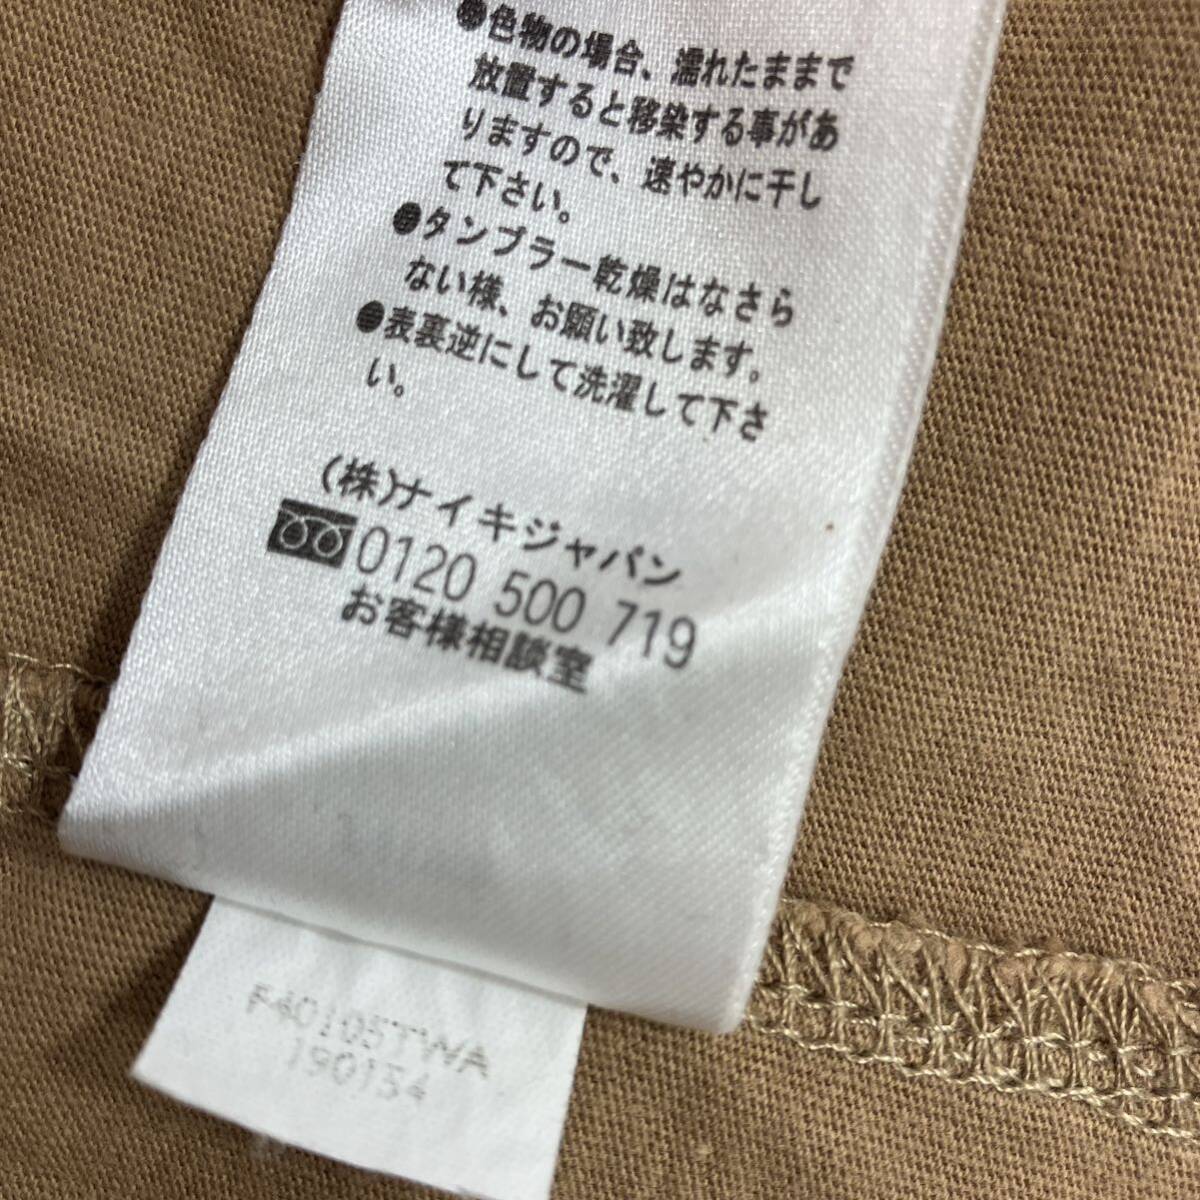 ●色物の場合、濡れたままで
放置すると移染する事があ
りますので、速やかに干し
て下さい。
●タンブラー乾燥はなさら
ない様、お願い致します。
●表裏逆にして洗濯して下さ
い。
(株)ナイキジャパン
0120 500 719
お客様相談室
F40105TWA
190154